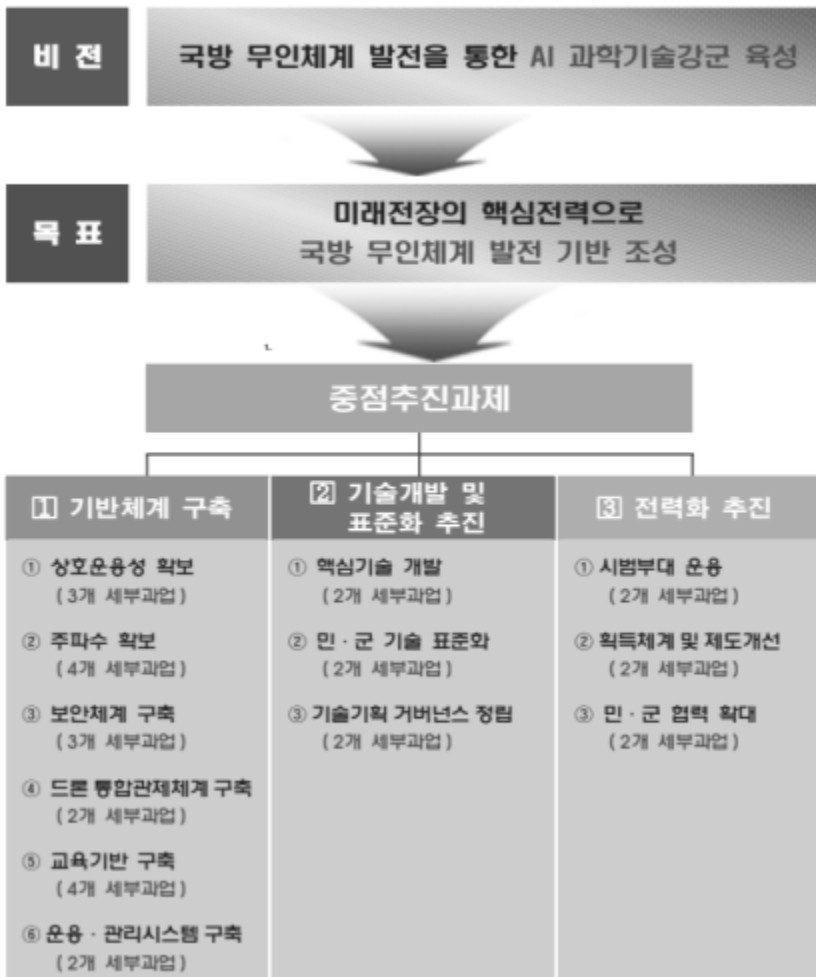 비 전
국방 무인체계 발전을 통한 AI 과학기술강군 육성
목 표
미래전장의 핵심전력으로
국방 무인체계 발전 기반 조성
중점추진과제
1 기반체계 구축
① 상호운용성 확보
(3개 세부과업)
② 주파수 확보
(4개 세부과업)
③ 보안체계 구축
(3개 세부과업)
④ 드론 통합관제체계 구축
(2개 세부과업)
⑤ 교육기반 구축
(4개 세부과업)
⑥ 운용 · 관리시스템 구축
(2개 세부과업)
2 기술개발 및
표준화 추진
① 핵심기술 개발
(2개 세부과업)
② 민 · 군 기술 표준화
(2개 세부과업)
③ 기술기획 거버넌스 정립
(2개 세부과업)
3 전력화 추진
① 시범부대 운용
(2개 세부과업)
② 획득체계 및 제도개선
(2개 세부과업)
③ 민 · 군 협력 확대
(2개 세부과업)